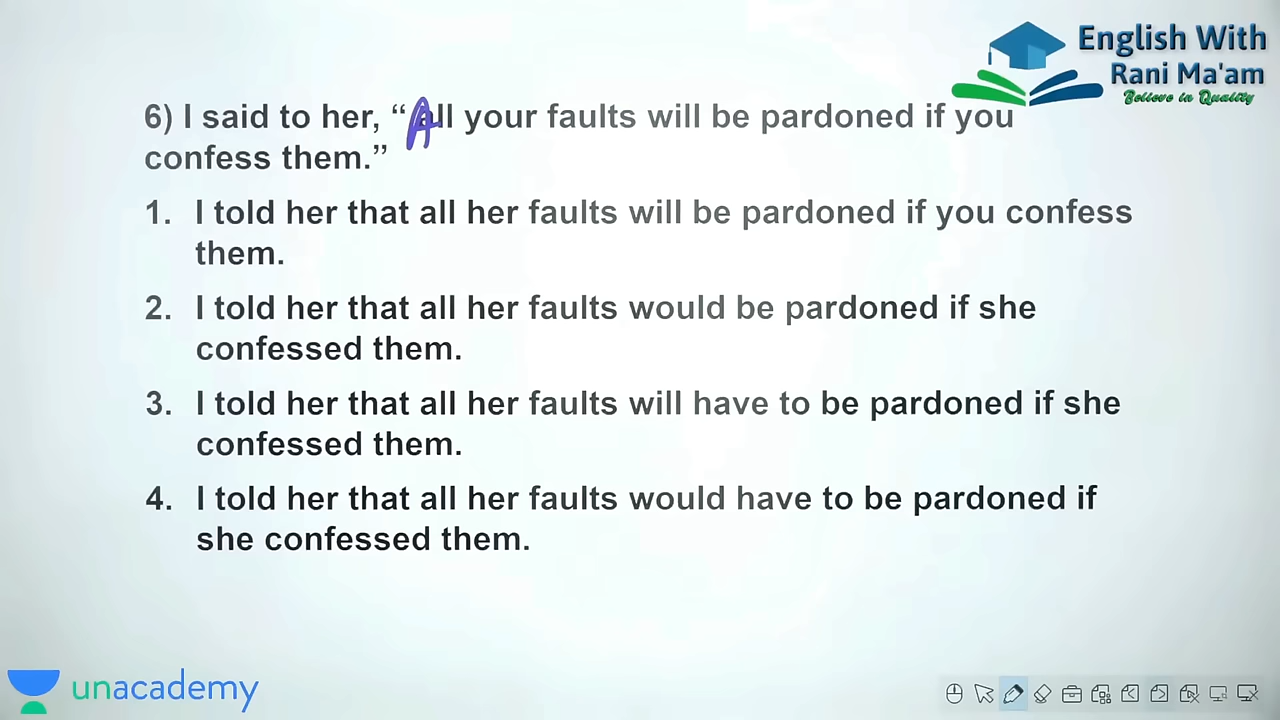 English With
Rani Ma'am
Believe in Quality
6) I said to her, “All your faults will be pardoned if you
confess them.”
1. I told her that all her faults will be pardoned if you confess
them.
2. I told her that all her faults would be pardoned if she
confessed them.
3. I told her that all her faults will have to be pardoned if she
confessed them.
4. I told her that all her faults would have to be pardoned if
she confessed them.
unacademy